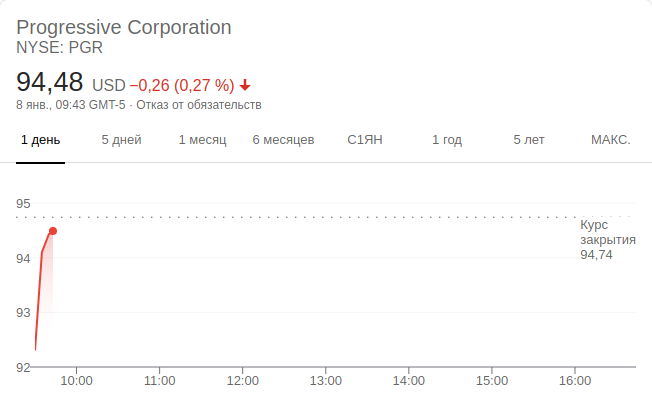 Progressive Corporation
NYSE: PGR
94,48 USD −0,26 (0,27 %)
8 янв., 09:43 GMT-5 · Отказ от обязательств
1 день 5 дней 1 месяц 6 месяцев С1ЯН 1 год 5 лет МАКС.
95
Курс
закрытия
94,74
94
93
92
10:00 11:00 12:00 13:00 14:00 15:00 16:00